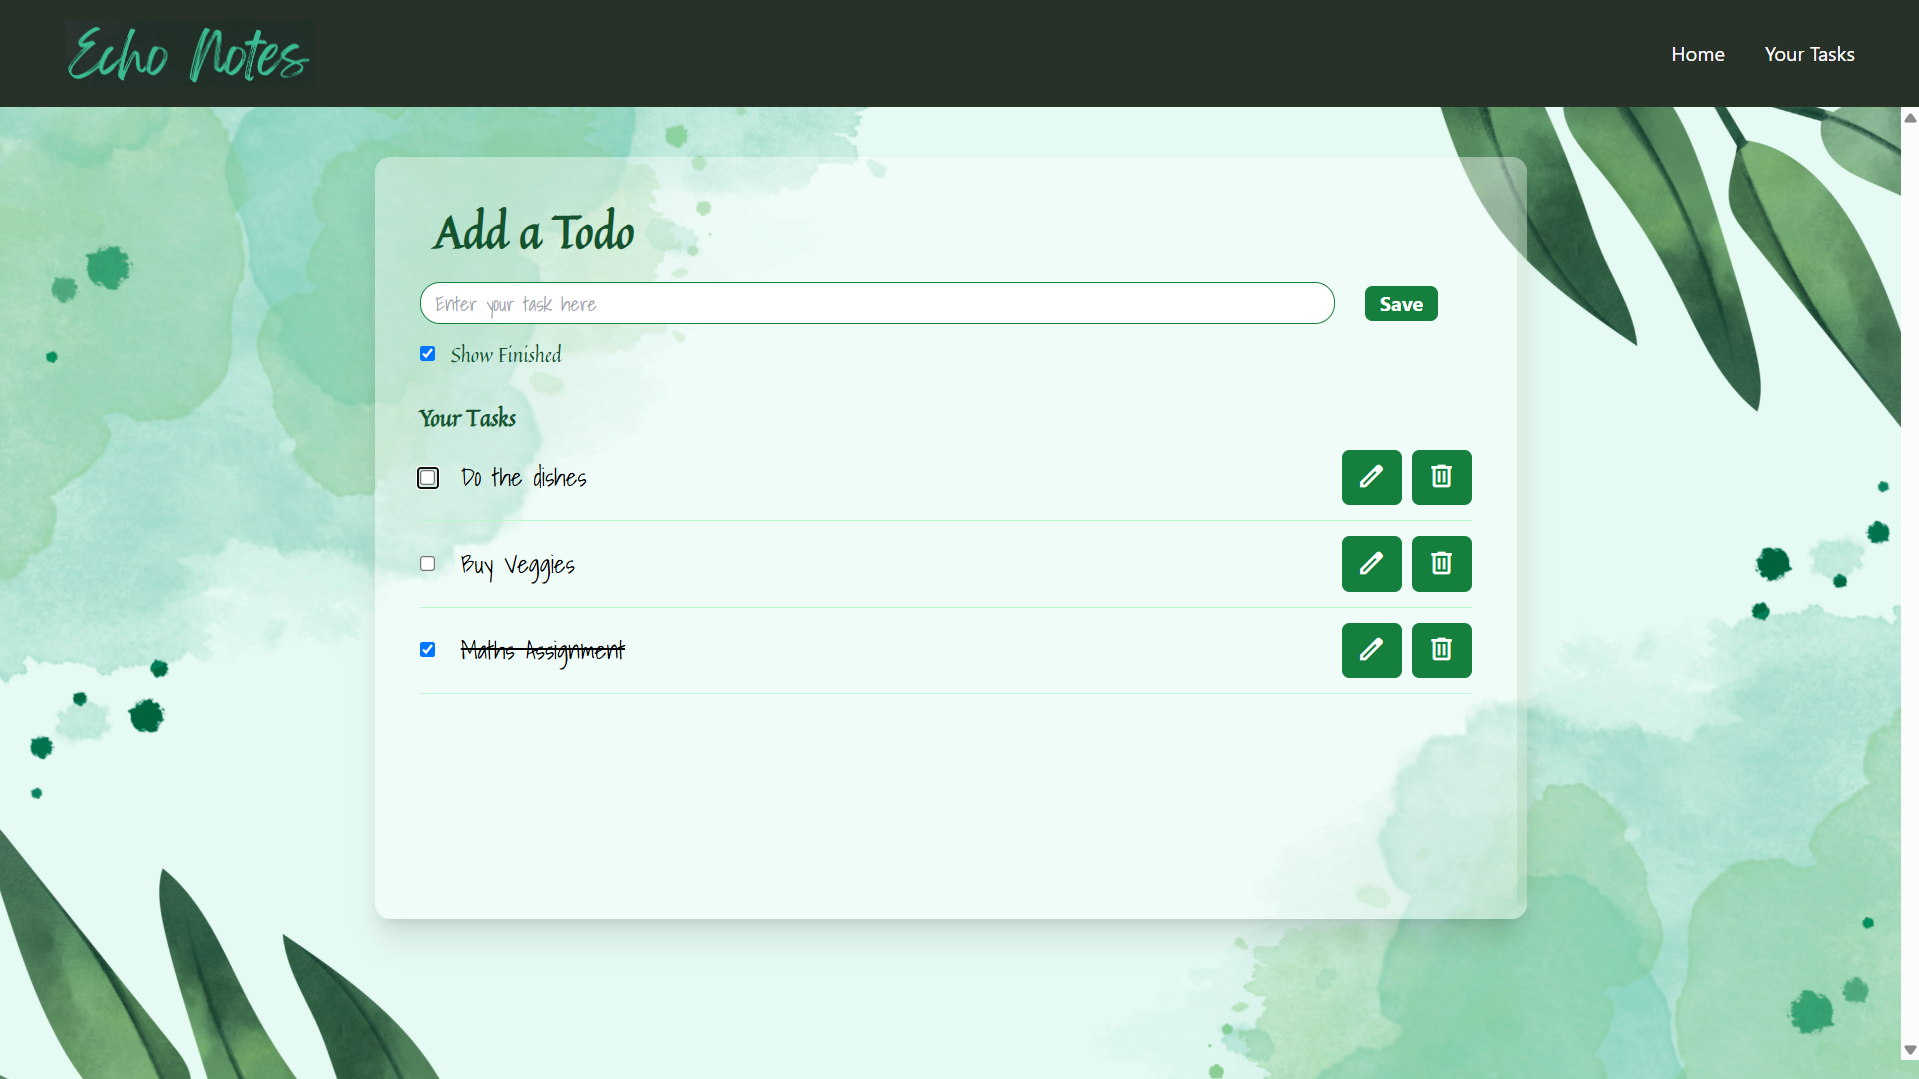 Echo Notes
Home
Your Tasks
Add a Todo
Enter your task here
Save
Show Finished
Your Tasks
Do the dishes
Buy Veggies
Maths Assignment